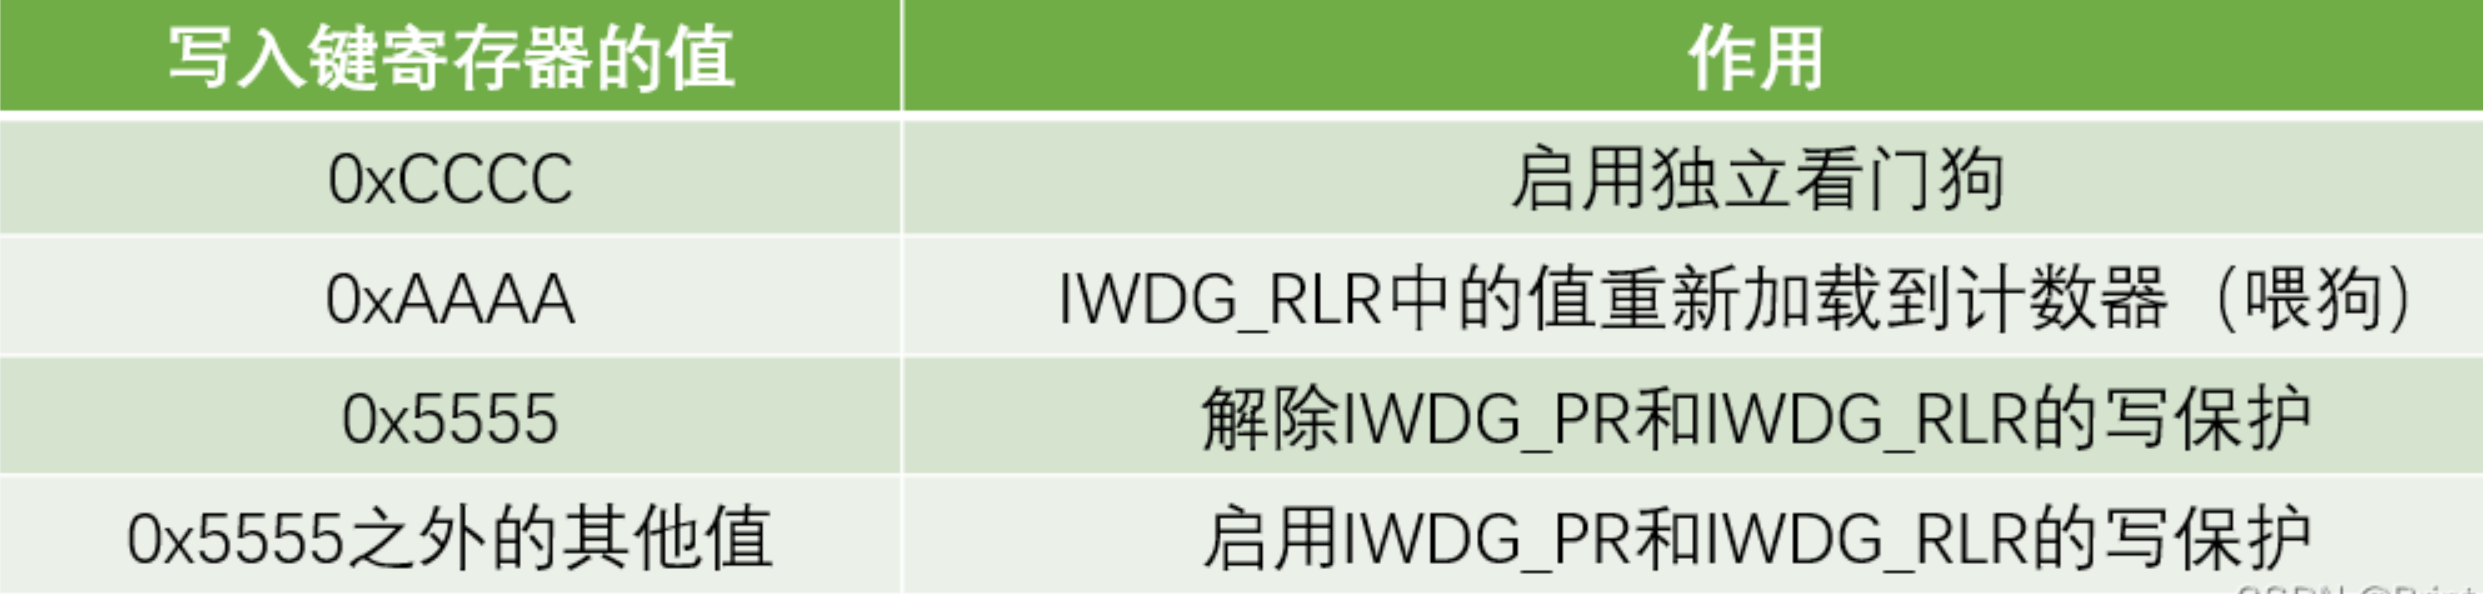 写入键寄存器的值
作用
0xCCCC
启用独立看门狗
0xAAAA
IWDG_RLR中的值重新加载到计数器（喂狗）
0x5555
解除IWDG_PR和IWDG_RLR的写保护
0x5555之外的其他值
启用IWDG_PR和IWDG_RLR的写保护